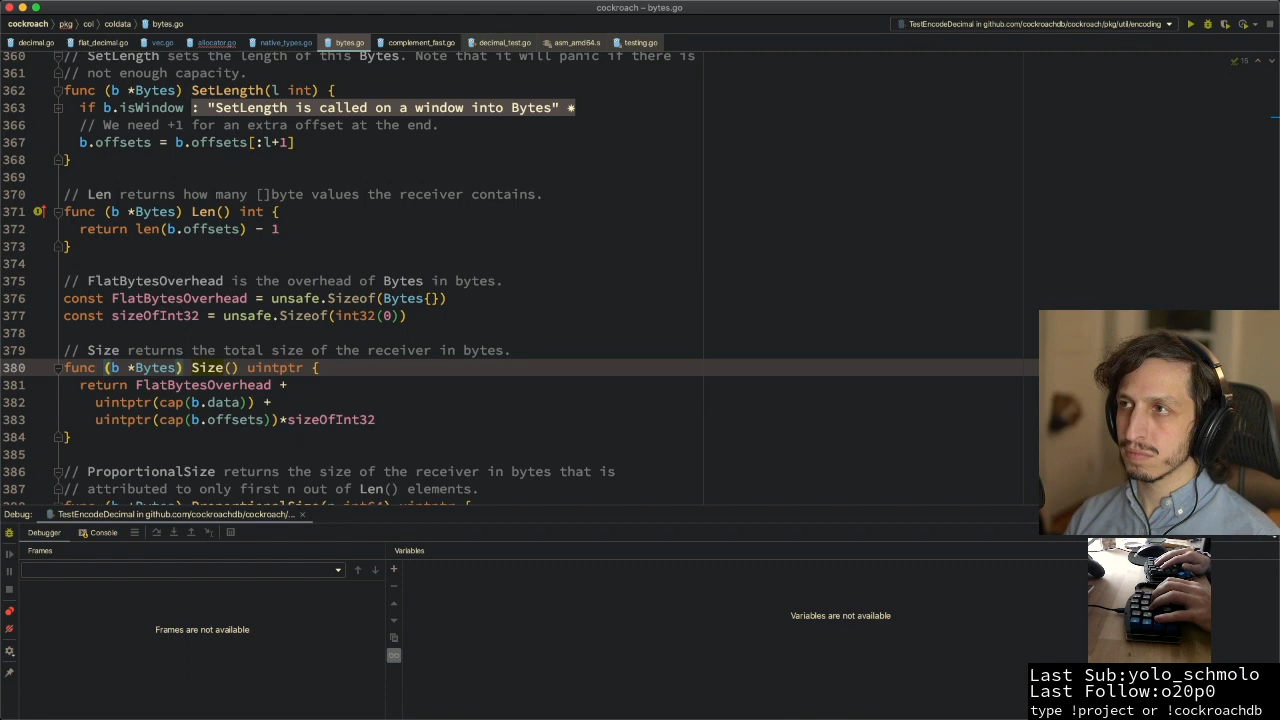 cockroach – bytes.go
cockroach › pkg › col › coldata › bytes.go
TestEncodeDecimal in github.com/cockroachdb/cockroach/pkg/util/encoding
decimal.go flat_decimal.go vec.go allocator.go native_types.go bytes.go complement_fast.go decimal_test.go asm_amd64.s testing.go
360 // SetLength sets the length of this Bytes. Note that it will panic if there is
15
361 // not enough capacity.
362 func (b *Bytes) SetLength(l int) {
363 if b.isWindow : "SetLength is called on a window into Bytes" *
366 // We need +1 for an extra offset at the end.
367 b.offsets = b.offsets[:l+1]
368 }
369
370 // Len returns how many []byte values the receiver contains.
371 func (b *Bytes) Len() int {
372 return len(b.offsets) - 1
373 }
374
375 // FlatBytesOverhead is the overhead of Bytes in bytes.
376 const FlatBytesOverhead = unsafe.Sizeof(Bytes{})
377 const sizeOfInt32 = unsafe.Sizeof(int32(0))
378
379 // Size returns the total size of the receiver in bytes.
380 func (b *Bytes) Size() uintptr {
381 return FlatBytesOverhead +
382 uintptr(cap(b.data)) +
383 uintptr(cap(b.offsets))*sizeOfInt32
384 }
385
386 // ProportionalSize returns the size of the receiver in bytes that is
387 // attributed to only first n out of Len() elements.
Debug: TestEncodeDecimal in github.com/cockroachdb/cockroach/...
Debugger Console
Frames Variables
Frames are not available
Variables are not available
Last Sub:yolo_schmolo
Last Follow:o20p0
type !project or !cockroachdb